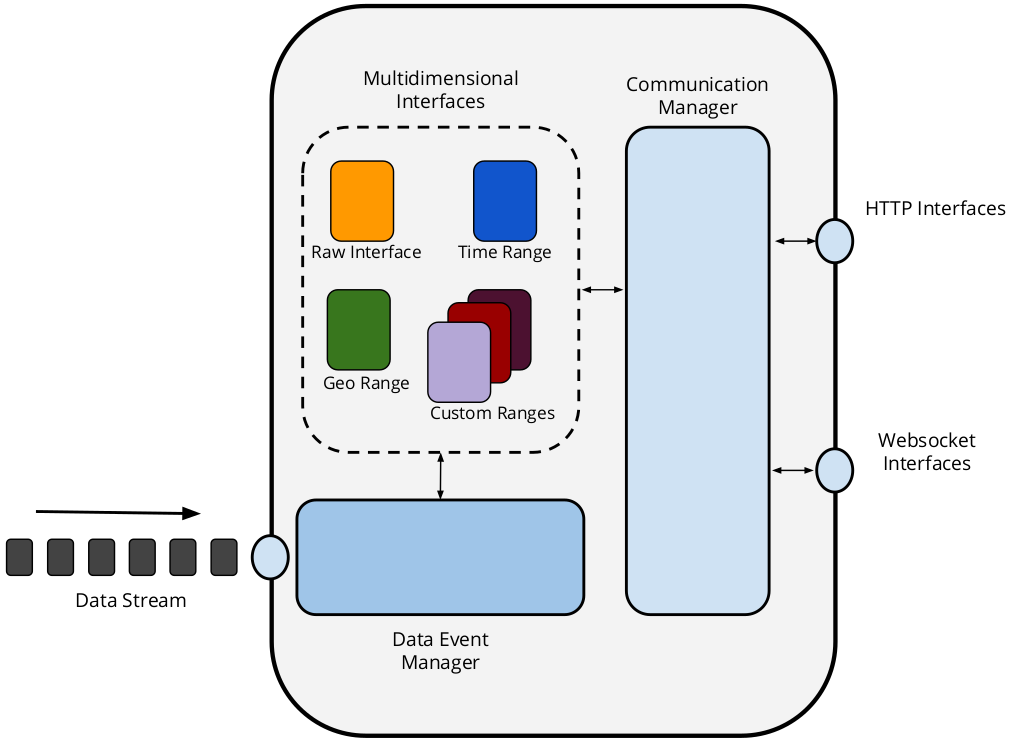 Multidimensional
Interfaces
Communication
Manager
Raw Interface
Time Range
HTTP Interfaces
Geo Range
Custom Ranges
Websocket
Interfaces
Data Stream
Data Event
Manager